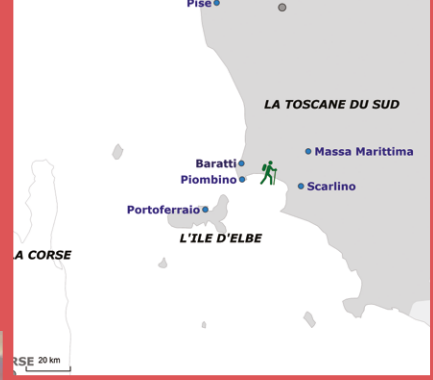 Pise
LA TOSCANE DU SUD
Massa Marittima
Baratti
Piombino
Scarlino
Portoferraio
L'ILE D'ELBE
A CORSE
RSE 20 km